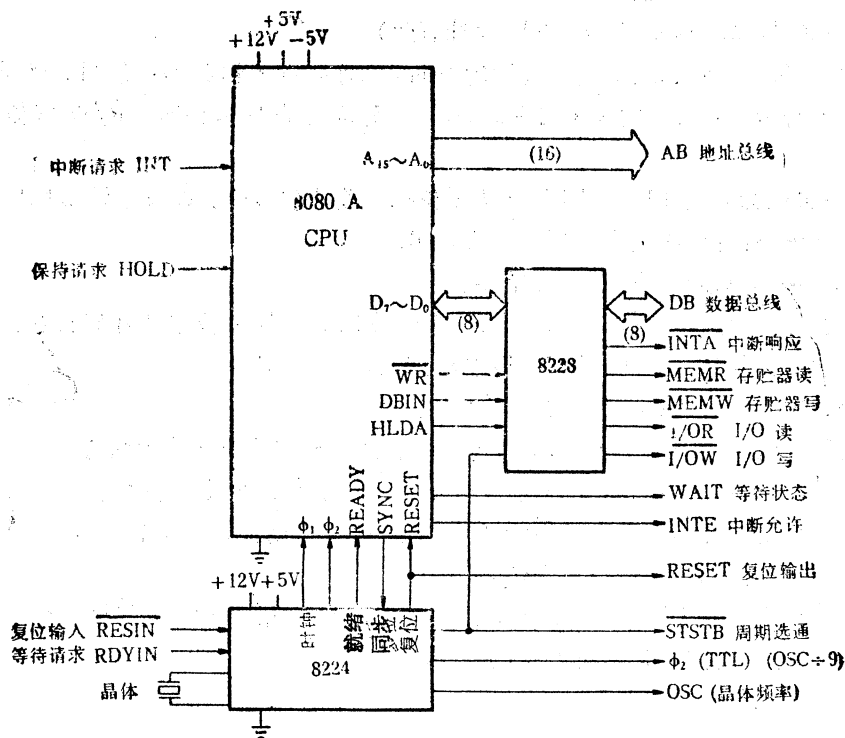 +5V
+12V -5V
中断请求 INT
A₁₅～A₀
(16)
AB 地址总线
8080 A
CPU
保持请求 HOLD
D₇～D₀
(8)
(8)
DB 数据总线
8228
INTA 中断响应
WR
MEMR 存贮器读
DBIN
MEMW 存贮器写
HLDA
I/OR I/O 读
I/OW I/O 写
WAIT 等待状态
INTE 中断允许
φ₁ φ₂ READY SYNC RESET
RESET 复位输出
+12V+5V
时钟 就绪 同步 复位
复位输入 RESIN
等待请求 RDYIN
晶体
8224
STSTB 周期选通
φ₂ (TTL) (OSC÷9)
OSC (晶体频率)